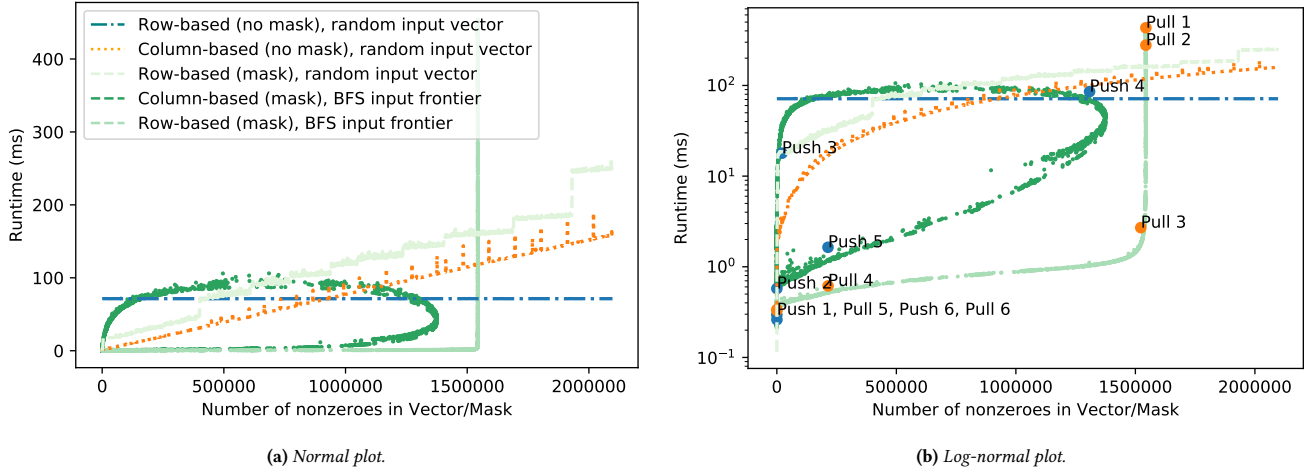 Row-based (no mask), random input vector
Column-based (no mask), random input vector
Row-based (mask), random input vector
Column-based (mask), BFS input frontier
Row-based (mask), BFS input frontier
Runtime (ms)
400
300
200
100
0
0
500000
1000000
1500000
2000000
Number of nonzeroes in Vector/Mask
(a) Normal plot.
Runtime (ms)
10²
10¹
10⁰
10⁻¹
Pull 1
Pull 2
Push 4
Push 3
Pull 3
Push 5
Push 2
Pull 4
Push 1, Pull 5, Push 6, Pull 6
0
500000
1000000
1500000
2000000
Number of nonzeroes in Vector/Mask
(b) Log-normal plot.